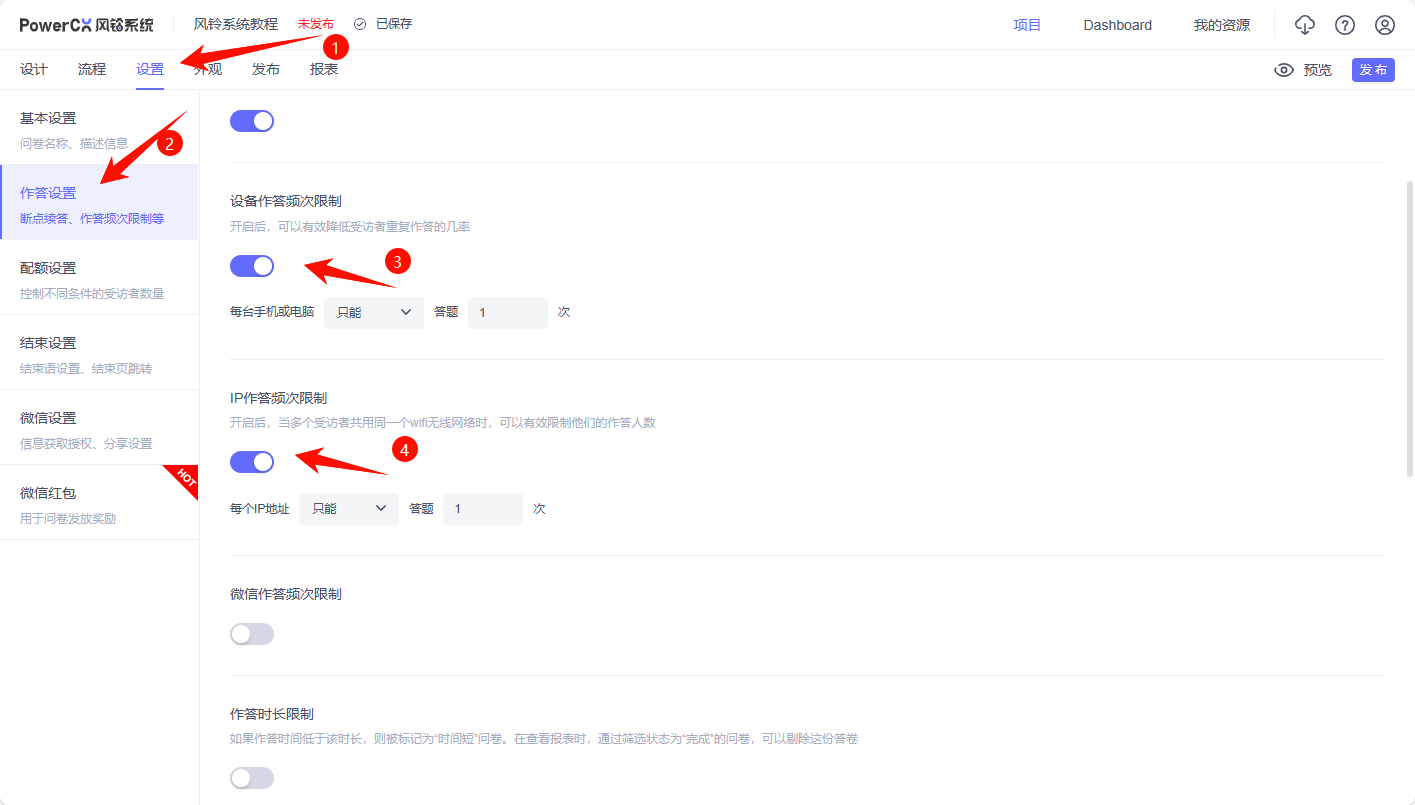 PowerCX 风铃系统
风铃系统教程 未发布 已保存
项目 Dashboard 我的资源
1
设计 流程 设置 外观 发布 报表
预览 发布
基本设置
问卷名称、描述信息
2
作答设置
断点续答、作答频次限制等
配额设置
控制不同条件的受访者数量
结束设置
结束语设置、结束页跳转
微信设置
信息获取授权、分享设置
HOT
微信红包
用于问卷发放奖励
设备作答频次限制
开启后，可以有效降低受访者重复作答的几率
3
每台手机或电脑 只能 答题 1 次
IP作答频次限制
开启后，当多个受访者共用同一个wifi无线网络时，可以有效限制他们的作答人数
4
每个IP地址 只能 答题 1 次
微信作答频次限制
作答时长限制
如果作答时间低于该时长，则被标记为“时间短”问卷。在查看报表时，通过筛选状态为“完成”的问卷，可以剔除这份答卷